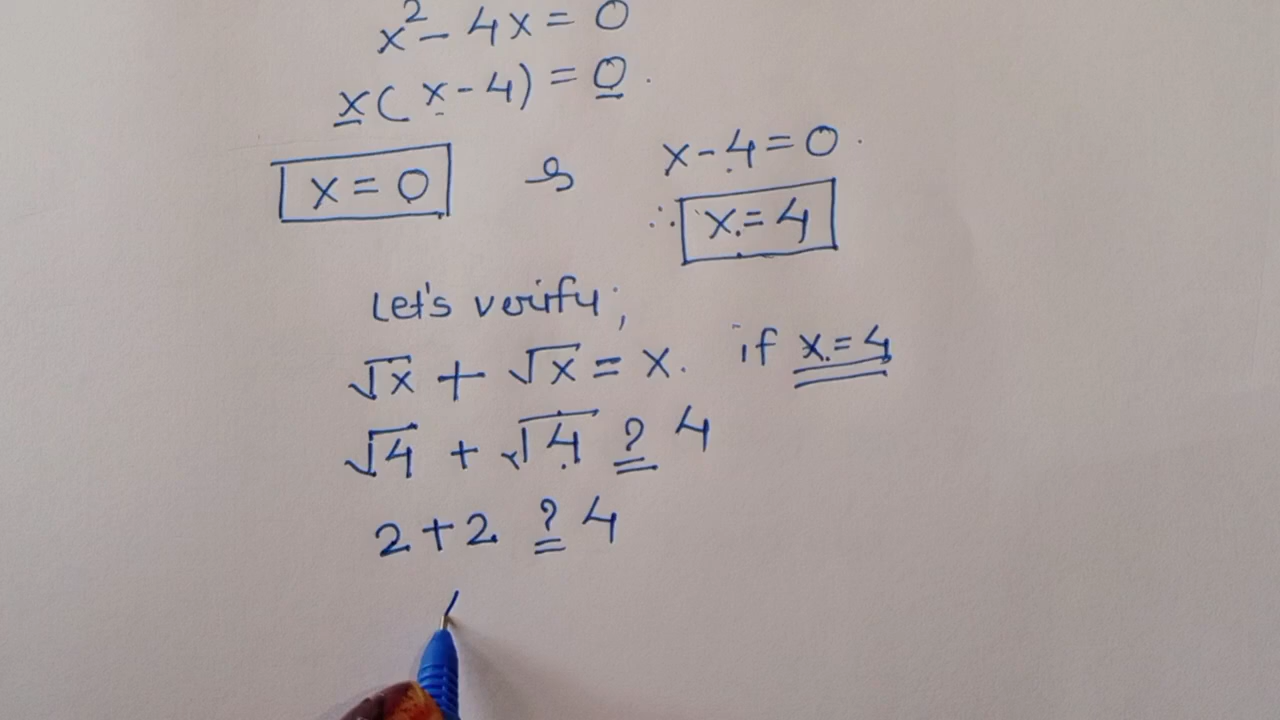 x² - 4x = 0
x(x-4) = 0.
x = 0 & x-4=0.
∴ x = 4
Let's verify;
√x + √x = x. if x = 4
√4 + √4 ?= 4
2+2 ?= 4